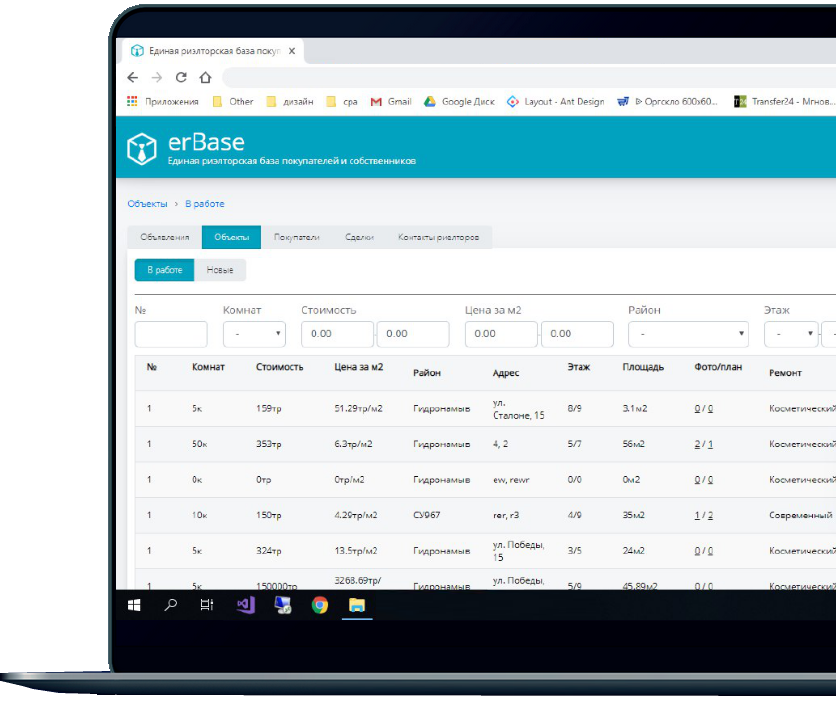 Единая риэлторская база покуп
Приложения Other дизайн сра Gmail Google Диск Layout - Ant Design Оргскло 600x60... Transfer24 - Мгнов...
erBase
Единая риэлторская база покупателей и собственников
Объекты > В работе
Объявления Объекты Покупатели Сделки Контакты риелторов
В работе Новые
№ Комнат Стоимость Цена за м2 Район Этаж
- 0.00 0.00 0.00 0.00 - - -
№ Комнат Стоимость Цена за м2 Район Адрес Этаж Площадь Фото/план Ремонт
1 5к 159тр 51.29тр/м2 Гидронамыв ул. Сталоне, 15 8/9 3.1м2 0 / 0 Косметический
1 50к 353тр 6.3тр/м2 Гидронамыв 4, 2 5/7 56м2 2 / 1 Косметический
1 0к 0тр 0тр/м2 Гидронамыв ew, rewr 0/0 0м2 0 / 0 Косметический
1 10к 150тр 4.29тр/м2 СУ967 rer, r3 4/9 35м2 1 / 2 Современный
1 5к 324тр 13.5тр/м2 Гидронамыв ул. Победы, 15 3/5 24м2 0 / 0 Косметический
1 5к 150000тр 3268.69тр/ Гидронамыв ул. Победы, 5/9 45.89м2 0 / 0 Косметический